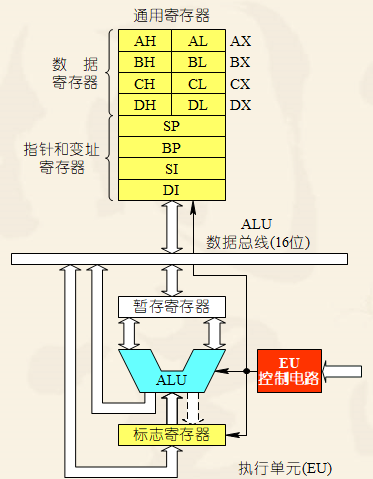 通用寄存器
数 据
寄存器
AH AL AX
BH BL BX
CH CL CX
DH DL DX
指针和变址
寄存器
SP
BP
SI
DI
ALU
数据总线(16位)
暂存寄存器
ALU
EU
控制电路
标志寄存器
执行单元(EU)